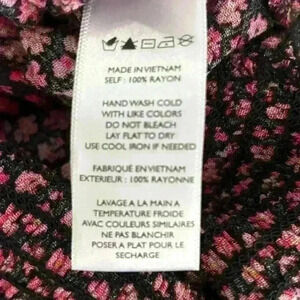 MADE IN VIETNAM
SELF : 100% RAYON
HAND WASH COLD
WITH LIKE COLORS
DO NOT BLEACH
LAY FLAT TO DRY
USE COOL IRON IF NEEDED
FABRIQUÉ EN VIETNAM
EXTERIEUR : 100% RAYONNE
LAVAGE A LA MAIN A
TEMPERATURE FROIDE
AVEC COULEURS SIMILAIRES
NE PAS BLANCHIR
POSER A PLAT POUR LE
SECHARGE